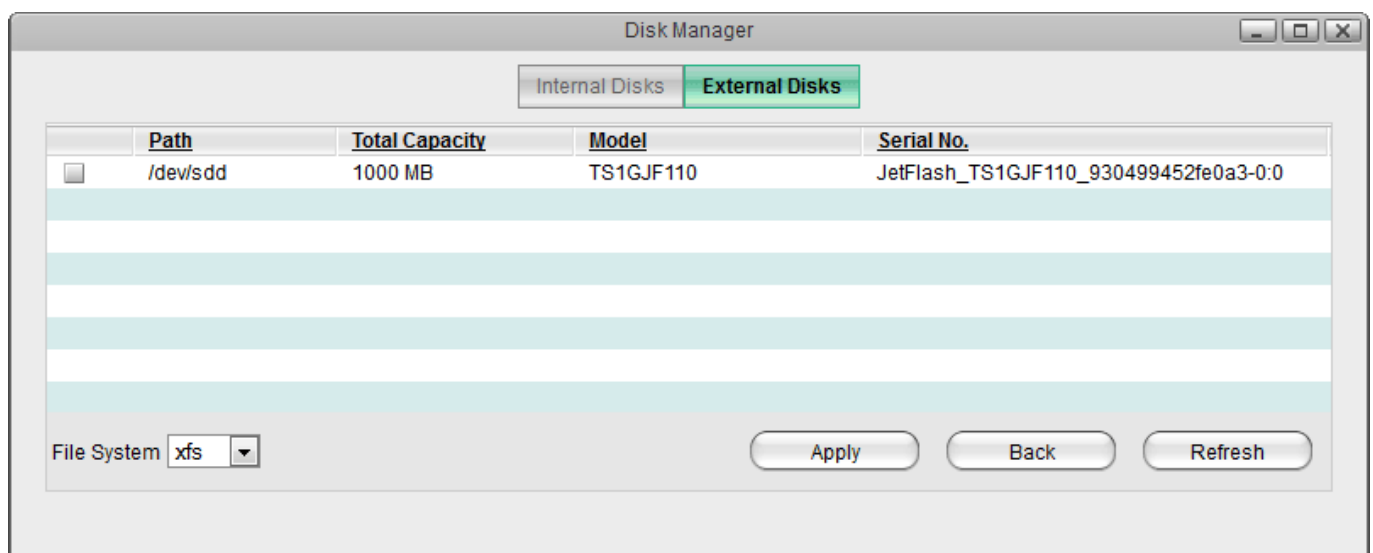 Disk Manager
Internal Disks External Disks
Path Total Capacity Model Serial No.
/dev/sdd 1000 MB TS1GJF110 JetFlash_TS1GJF110_930499452fe0a3-0:0
File System xfs Apply Back Refresh